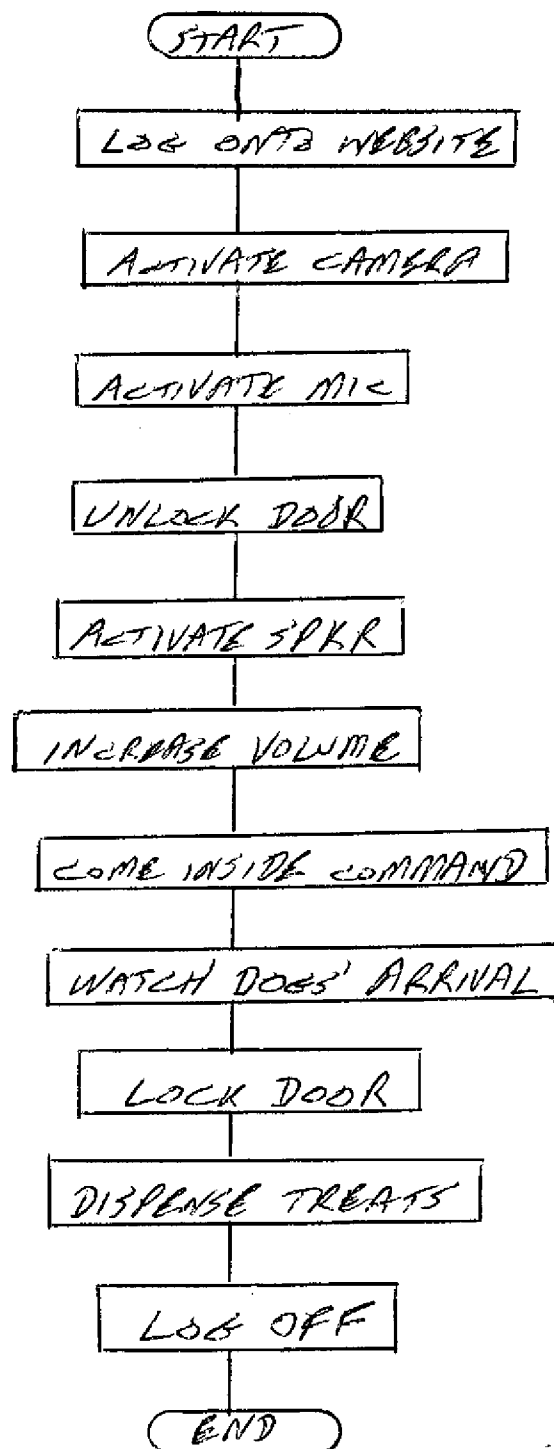 START
LOG ONTO WEBSITE
ACTIVATE CAMERA
ACTIVATE MIC
UNLOCK DOOR
ACTIVATE SPKR
INCREASE VOLUME
COME INSIDE COMMAND
WATCH DOGS' ARRIVAL
LOCK DOOR
DISPENSE TREATS
LOG OFF
END